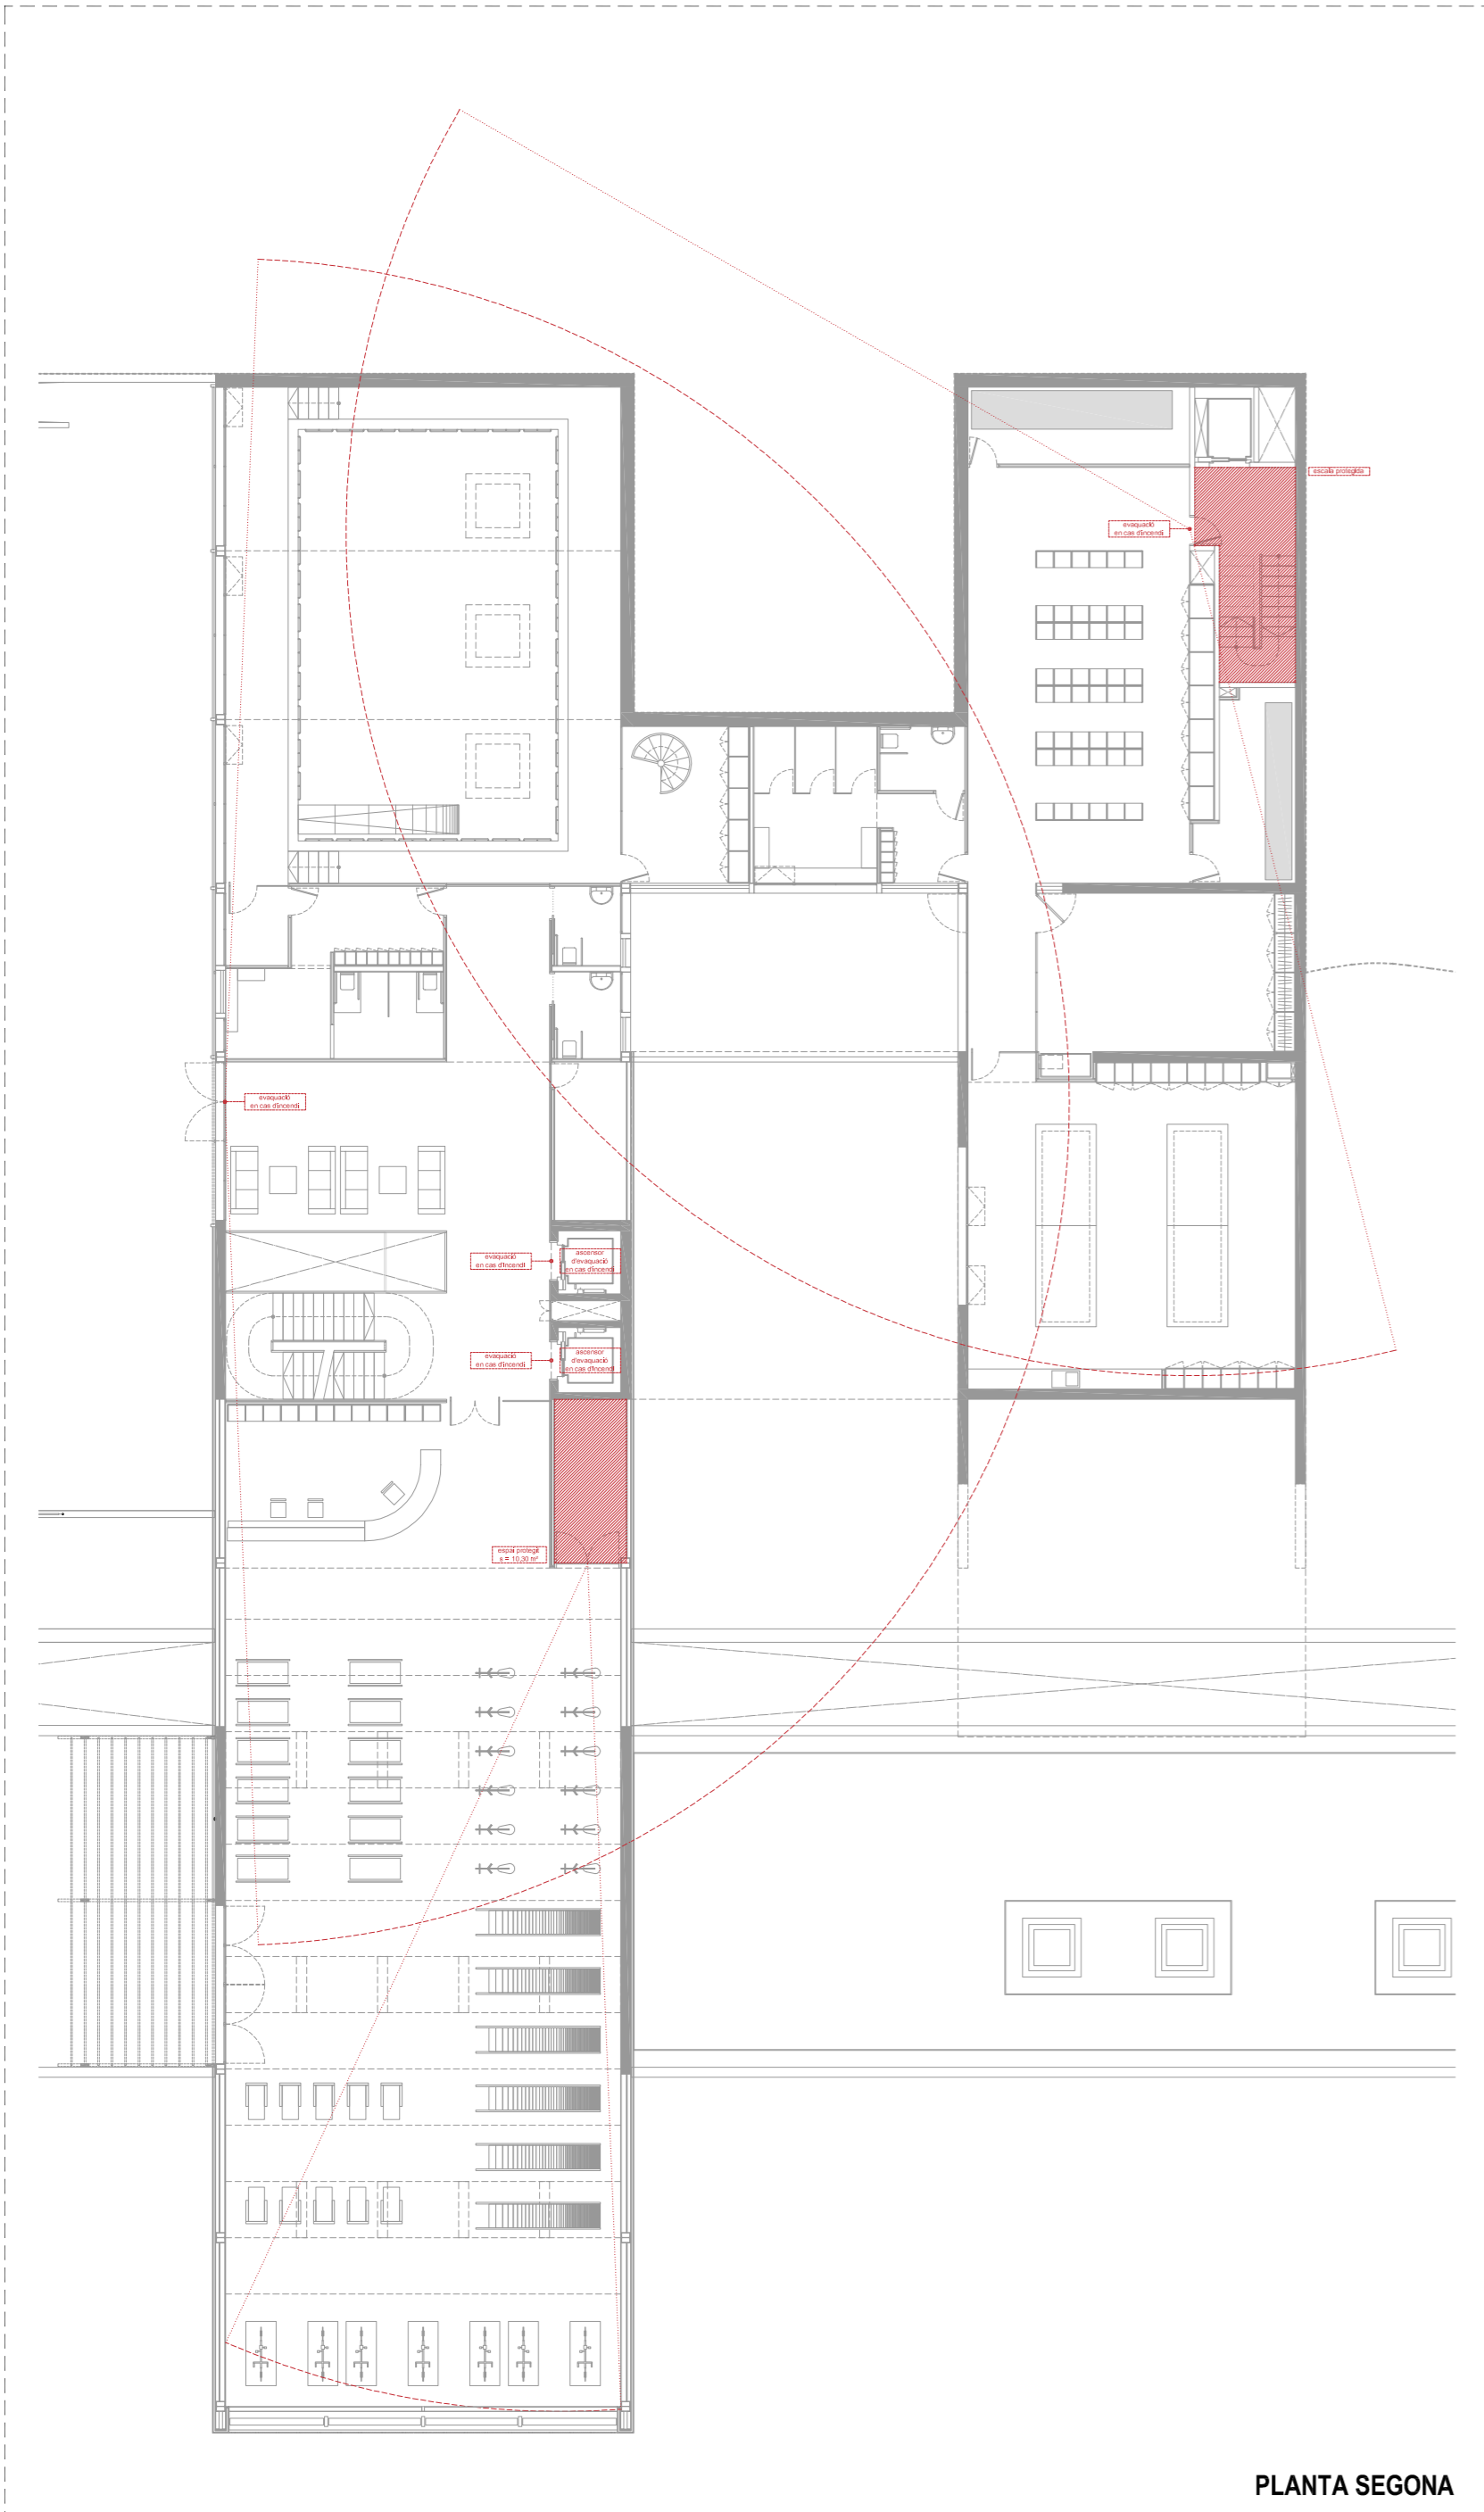 escala protegida
evaquació
en cas d'incendi
evaquació
en cas d'incendi
evaquació
en cas d'incendi
ascensor
d'evaquació
en cas d'incendi
evaquació
en cas d'incendi
ascensor
d'evaquació
en cas d'incendi
espai protegit
s = 10,30 m²
PLANTA SEGONA